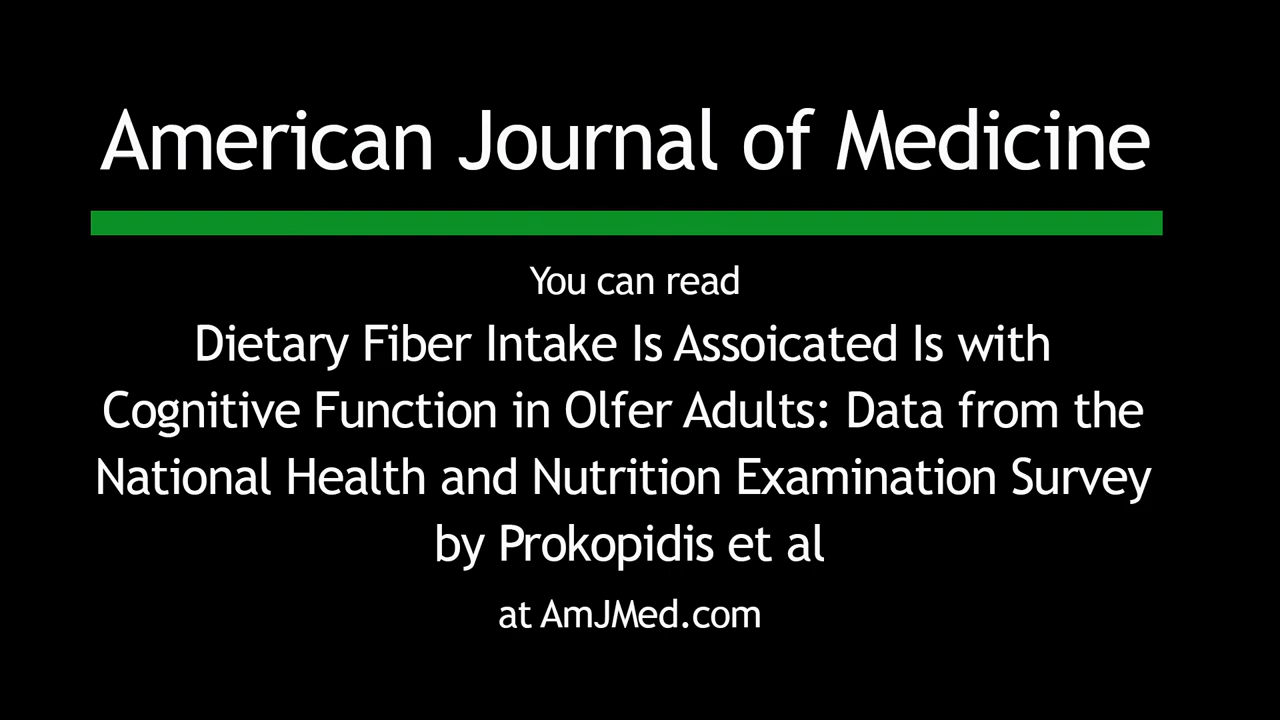 American Journal of Medicine
You can read
Dietary Fiber Intake Is Assoicated Is with
Cognitive Function in Olfer Adults: Data from the
National Health and Nutrition Examination Survey
by Prokopidis et al
at AmJMed.com